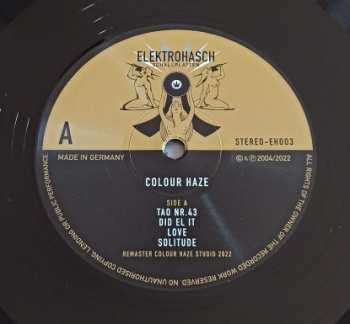 ELEKTROHASCH
SCHALLPLATTEN
A
STEREO-EH003
MADE IN GERMANY
© & ℗ 2004/2022
COLOUR HAZE
SIDE A
TAO NR.43
DID EL IT
LOVE
SOLITUDE
REMASTER COLOUR HAZE STUDIO 2022
ALL RIGHTS OF THE OWNER OF THE RECORDED WORK RESERVED. NO UNAUTHORISED COPYING, LENDING OR PUBLIC PERFORMANCE